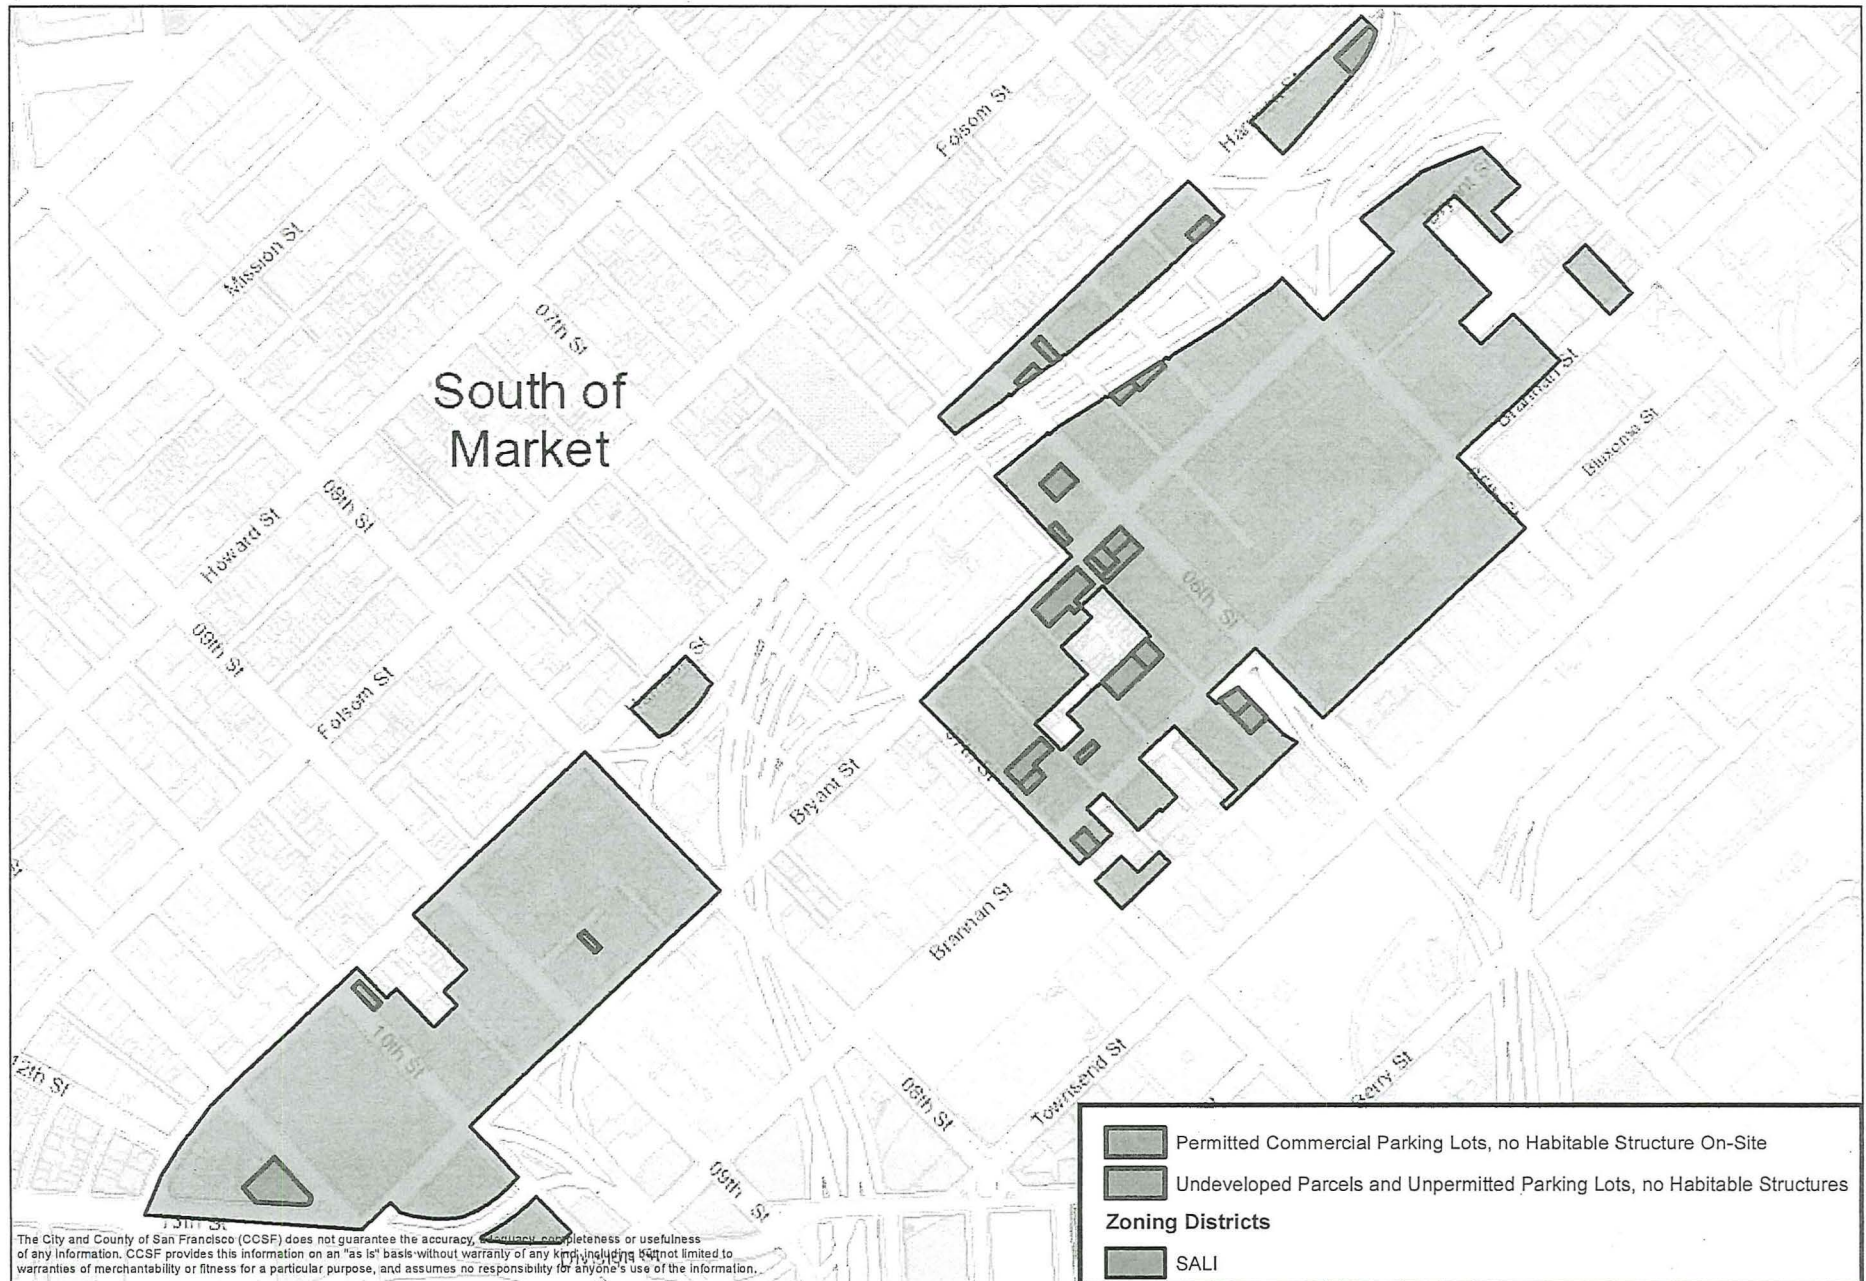 Folsom St
Mission St
07th St
South of
Market
Brannan St
Bluxome St
08th St
Howard St
06th St
09th St
Folsom St
St
07th St
Bryant St
Brannan St
10th St
12th St
Townsend St
Berry St
08th St
09th St
13th St
Division St
Permitted Commercial Parking Lots, no Habitable Structure On-Site
Undeveloped Parcels and Unpermitted Parking Lots, no Habitable Structures
Zoning Districts
SALI
The City and County of San Francisco (CCSF) does not guarantee the accuracy, adequacy, completeness or usefulness
of any Information. CCSF provides this information on an "as is" basis without warranty of any kind, including but not limited to
warranties of merchantability or fitness for a particular purpose, and assumes no responsibility for anyone's use of the information.